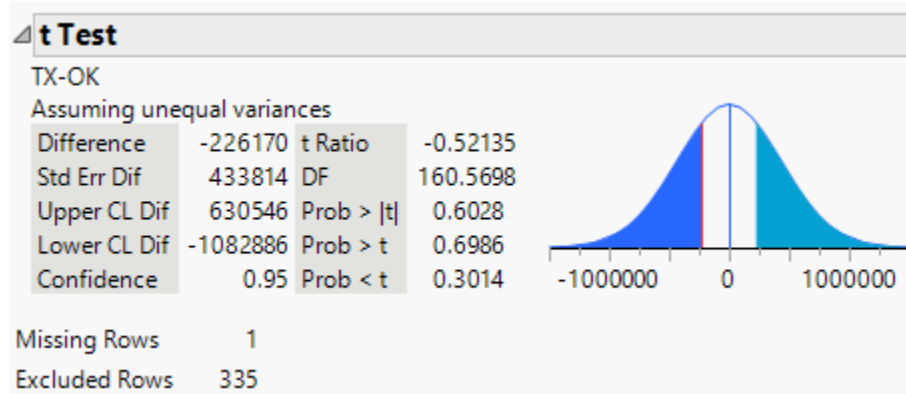 t Test
TX-OK
Assuming unequal variances
Difference -226170 t Ratio -0.52135
Std Err Dif 433814 DF 160.5698
Upper CL Dif 630546 Prob > |t| 0.6028
Lower CL Dif -1082886 Prob > t 0.6986
Confidence 0.95 Prob < t 0.3014
-1000000 0 1000000
Missing Rows 1
Excluded Rows 335